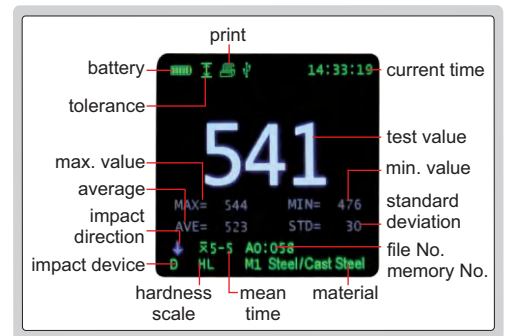 print
battery
14:33:19
current time
tolerance
541
test value
max. value
min. value
MAX= 544 MIN= 476
average
standard
deviation
AVE= 523 STD= 30
impact
direction
x̄5-5 A0:058
file No.
memory No.
impact device
D HL M1 Steel/Cast Steel
hardness
scale
mean
time
material